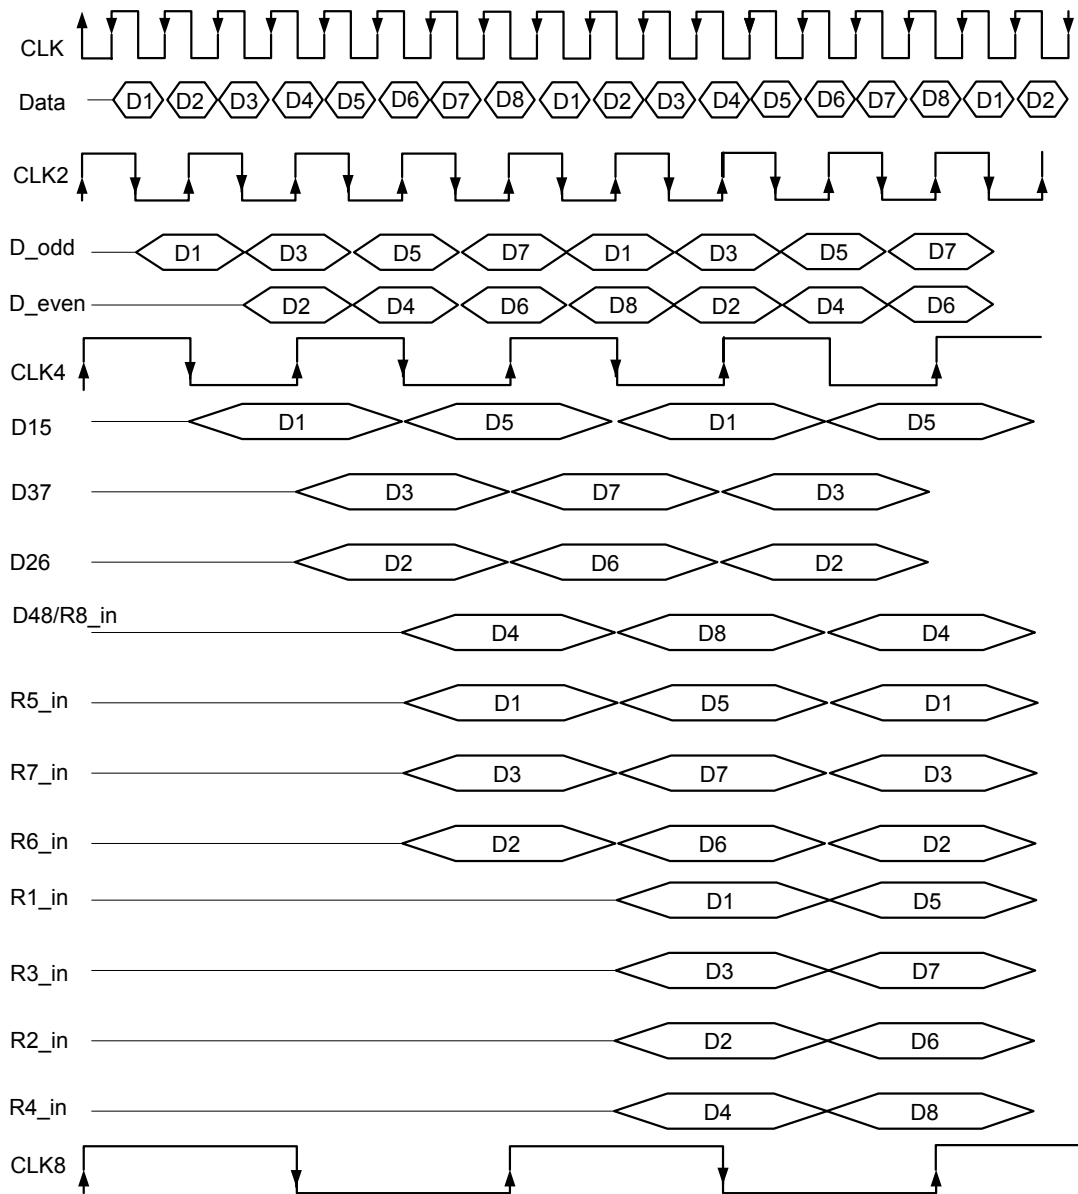 CLK
Data D1 D2 D3 D4 D5 D6 D7 D8 D1 D2 D3 D4 D5 D6 D7 D8 D1 D2
CLK2
D_odd D1 D3 D5 D7 D1 D3 D5 D7
D_even D2 D4 D6 D8 D2 D4 D6
CLK4
D15 D1 D5 D1 D5
D37 D3 D7 D3
D26 D2 D6 D2
D48/R8_in D4 D8 D4
R5_in D1 D5 D1
R7_in D3 D7 D3
R6_in D2 D6 D2
R1_in D1 D5
R3_in D3 D7
R2_in D2 D6
R4_in D4 D8
CLK8